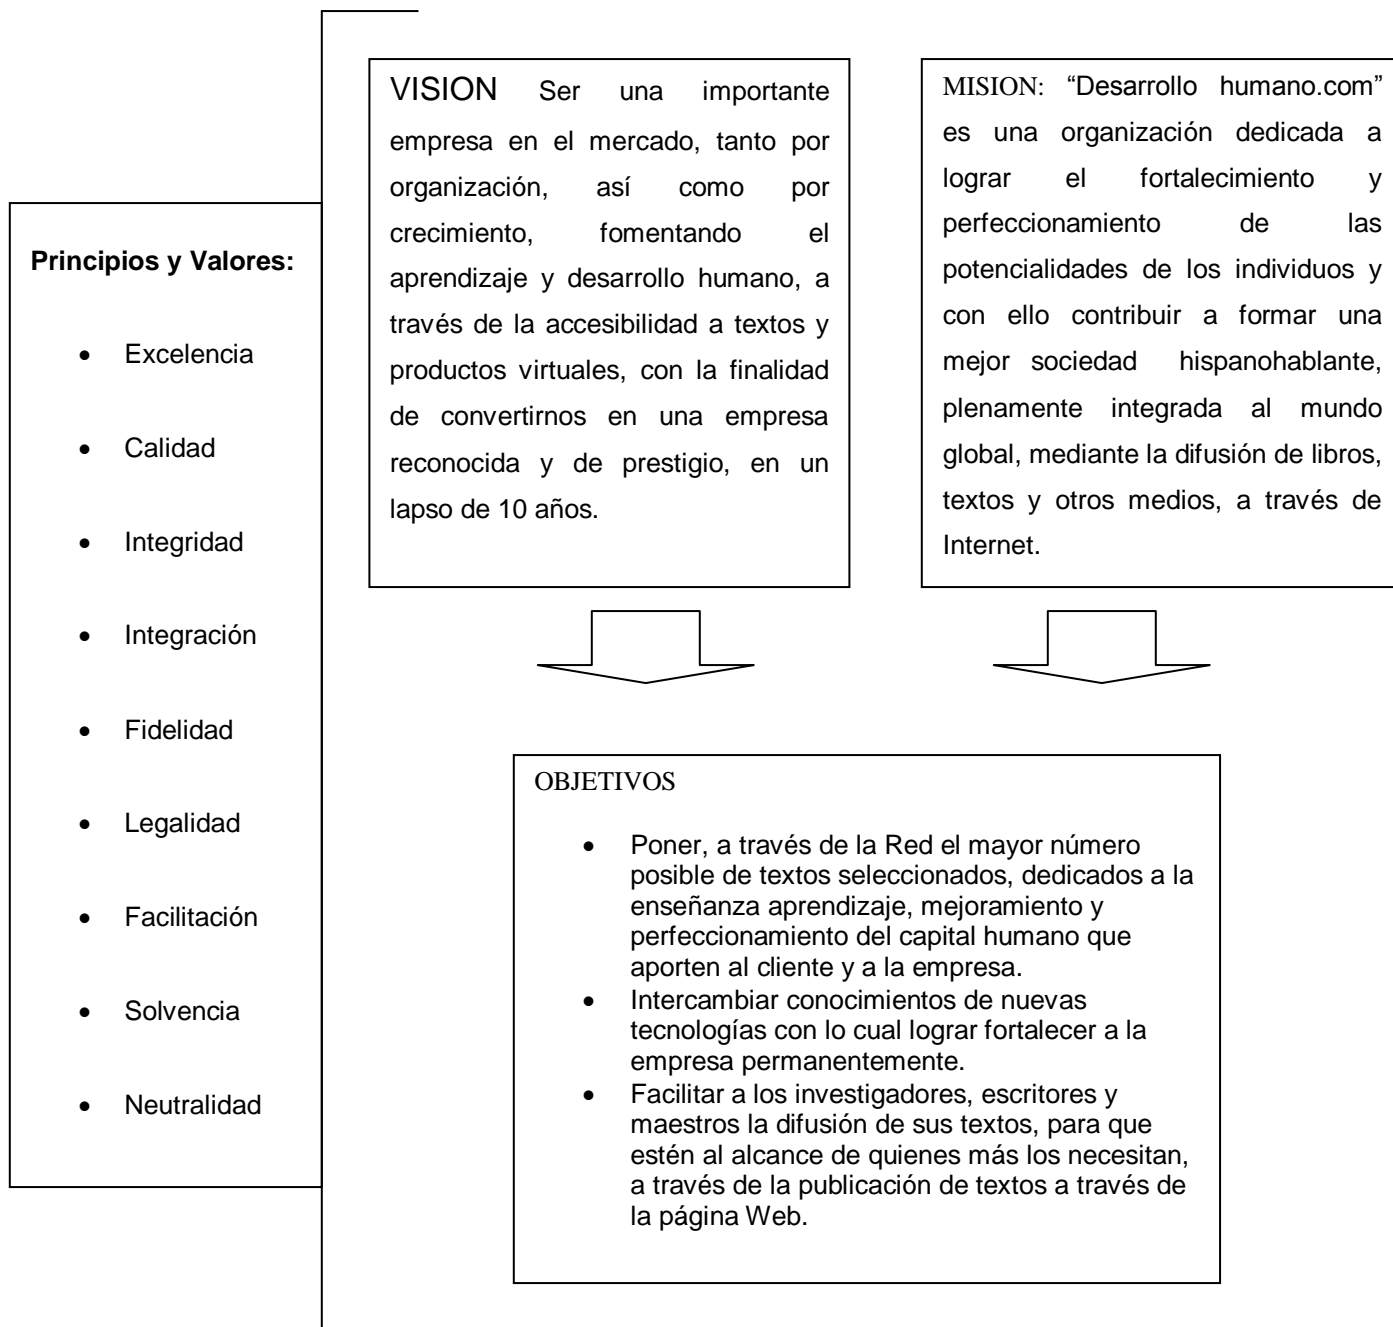 Principios y Valores:
• Excelencia
• Calidad
• Integridad
• Integración
• Fidelidad
• Legalidad
• Facilitación
• Solvencia
• Neutralidad
VISION Ser una importante
empresa en el mercado, tanto por
organización, así como por
crecimiento, fomentando el
aprendizaje y desarrollo humano, a
través de la accesibilidad a textos y
productos virtuales, con la finalidad
de convertirnos en una empresa
reconocida y de prestigio, en un
lapso de 10 años.
MISION: “Desarrollo humano.com”
es una organización dedicada a
lograr el fortalecimiento y
perfeccionamiento de las
potencialidades de los individuos y
con ello contribuir a formar una
mejor sociedad hispanohablante,
plenamente integrada al mundo
global, mediante la difusión de libros,
textos y otros medios, a través de
Internet.
OBJETIVOS
• Poner, a través de la Red el mayor número
posible de textos seleccionados, dedicados a la
enseñanza aprendizaje, mejoramiento y
perfeccionamiento del capital humano que
aporten al cliente y a la empresa.
• Intercambiar conocimientos de nuevas
tecnologías con lo cual lograr fortalecer a la
empresa permanentemente.
• Facilitar a los investigadores, escritores y
maestros la difusión de sus textos, para que
estén al alcance de quienes más los necesitan,
a través de la publicación de textos a través de
la página Web.